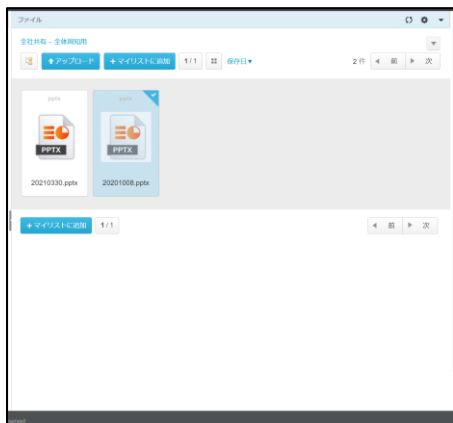 ファイル
全社共有 - 全体周知用
アップロード
+ マイリストに追加
1/1
保存日▼
2 件
前
次
pptx
pptx
PPTX
PPTX
20210330.pptx
20201008.pptx
+ マイリストに追加
1/1
前
次